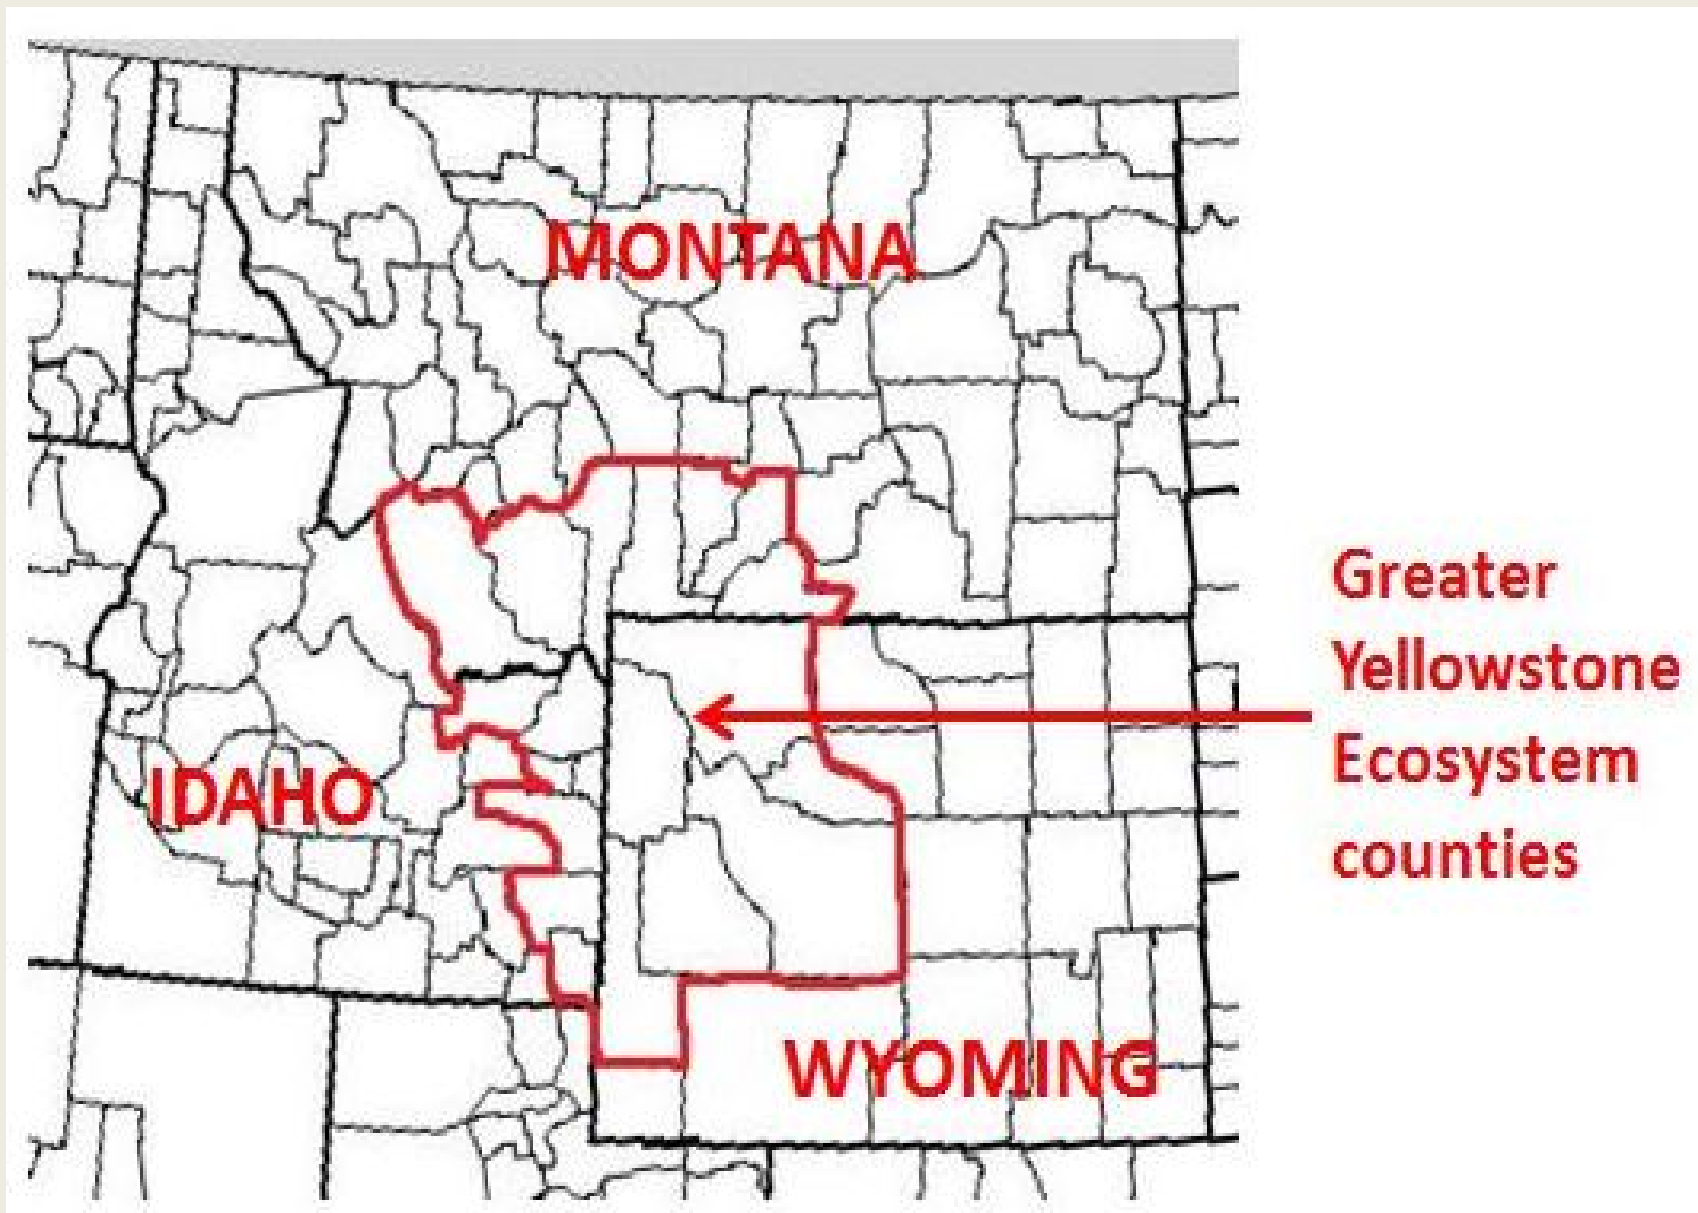 MONTANA
Greater
Yellowstone
Ecosystem
counties
IDAHO
WYOMING